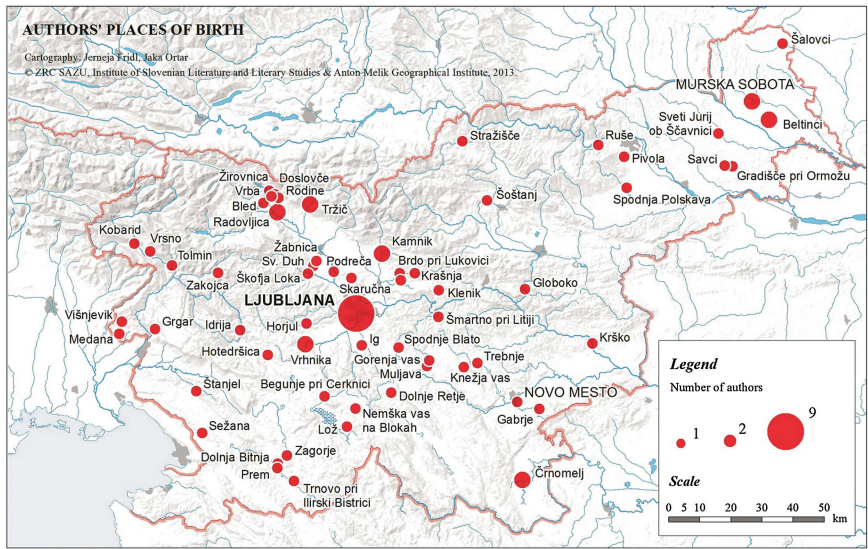 AUTHORS' PLACES OF BIRTH
Cartography: Jerneja Fridl, Jaka Ortar
© ZRC SAZU, Institute of Slovenian Literature and Literary Studies & Anton-Melik Geographical Institute, 2013.
Šalovci
MURSKA SOBOTA
Beltinci
Sveti Jurij
ob Ščavnici
Stražišče
Ruše
Pivola
Savci
Gradišče pri Ormožu
Spodnja Polskava
Žirovnica
Doslovče
Vrba
Rodine
Bled
Radovljica
Tržič
Šoštanj
Kobarid
Vrsno
Tolmin
Zakojca
Žabnica
Sv. Duh
Podreča
Škofja Loka
Skaručna
Kamnik
Brdo pri Lukovici
Krašnja
Klenik
Globoko
LJUBLJANA
Višnjevik
Medana
Grgar
Idrija
Horjul
Šmartno pri Litiji
Hotedršica
Vrhnika
Ig
Spodnje Blato
Gorenja vas
Muljava
Trebnje
Knežja vas
Krško
Štanjel
Begunje pri Cerknici
Dolnje Retje
NOVO MESTO
Gabrje
Nemška vas
na Blokah
Lož
Sežana
Dolnja Bitnja
Zagorje
Prem
Trnovo pri
Ilirski Bistrici
Črnomelj
Legend
Number of authors
1
2
9
Scale
0 5 10 20 30 40 50
km